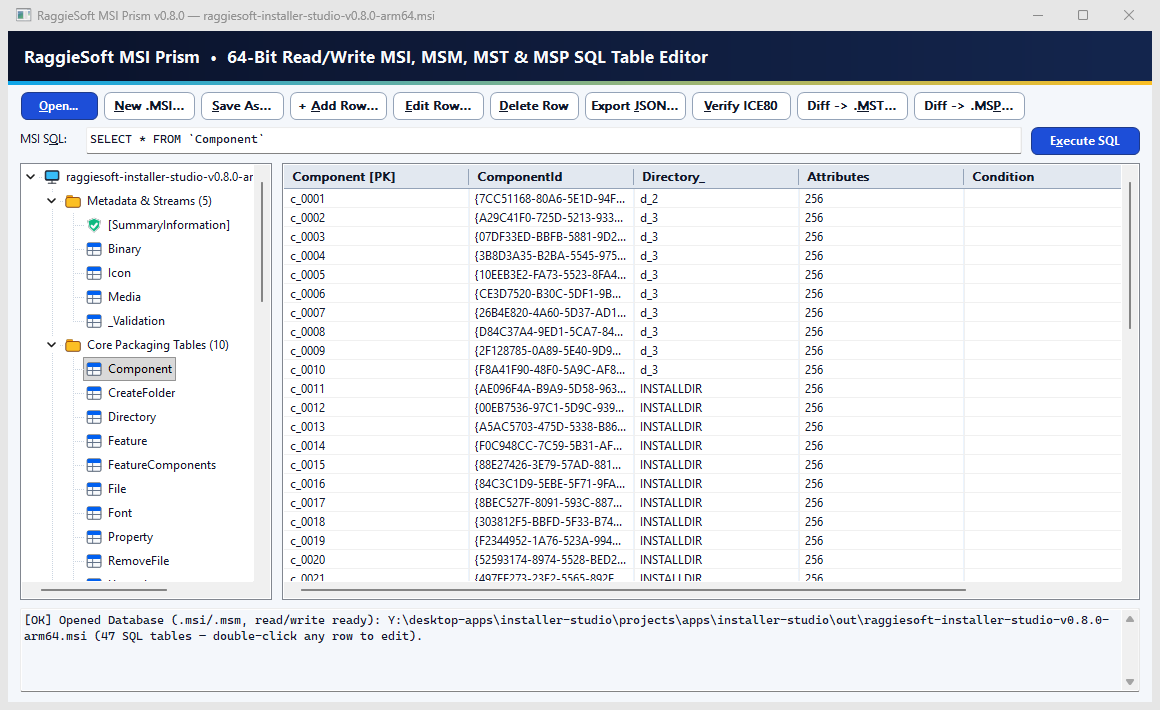 RaggieSoft MSI Prism v0.8.0 — raggiesoft-installer-studio-v0.8.0-arm64.msi
RaggieSoft MSI Prism • 64-Bit Read/Write MSI, MSM, MST & MSP SQL Table Editor
Open... New .MSI... Save As... + Add Row... Edit Row... Delete Row Export JSON... Verify ICE80 Diff -> .MST... Diff -> .MSP...
MSI SQL: SELECT * FROM `Component` Execute SQL
raggiesoft-installer-studio-v0.8.0-ar
Metadata & Streams (5)
[SummaryInformation]
Binary
Icon
Media
_Validation
Core Packaging Tables (10)
Component
CreateFolder
Directory
Feature
FeatureComponents
File
Font
Property
RemoveFile
Component [PK] ComponentId Directory_ Attributes Condition
c_0001 {7CC51168-80A6-5E1D-94F... d_2 256
c_0002 {A29C41F0-725D-5213-933... d_3 256
c_0003 {07DF33ED-BBFB-5881-9D2... d_3 256
c_0004 {3B8D3A35-B2BA-5545-975... d_3 256
c_0005 {10EEB3E2-FA73-5523-8FA4... d_3 256
c_0006 {CE3D7520-B30C-5DF1-9B... d_3 256
c_0007 {26B4E820-4A60-5D37-AD1... d_3 256
c_0008 {D84C37A4-9ED1-5CA7-84... d_3 256
c_0009 {2F128785-0A89-5E40-9D9... d_3 256
c_0010 {F8A41F90-48F0-5A9C-AF8... d_3 256
c_0011 {AE096F4A-B9A9-5D58-963... INSTALLDIR 256
c_0012 {00EB7536-97C1-5D9C-939... INSTALLDIR 256
c_0013 {A5AC5703-475D-5338-B86... INSTALLDIR 256
c_0014 {F0C948CC-7C59-5B31-AF... INSTALLDIR 256
c_0015 {88E27426-3E79-57AD-881... INSTALLDIR 256
c_0016 {84C3C1D9-5EBE-5F71-9FA... INSTALLDIR 256
c_0017 {8BEC527F-8091-593C-887... INSTALLDIR 256
c_0018 {303812F5-BBFD-5F33-B74... INSTALLDIR 256
c_0019 {F2344952-1A76-523A-994... INSTALLDIR 256
c_0020 {52593174-8974-5528-BED2... INSTALLDIR 256
c_0021 INSTALLDIR 256
[OK] Opened Database (.msi/.msm, read/write ready): Y:\desktop-apps\installer-studio\projects\apps\installer-studio\out\raggiesoft-installer-studio-v0.8.0-
arm64.msi (47 SQL tables — double-click any row to edit).